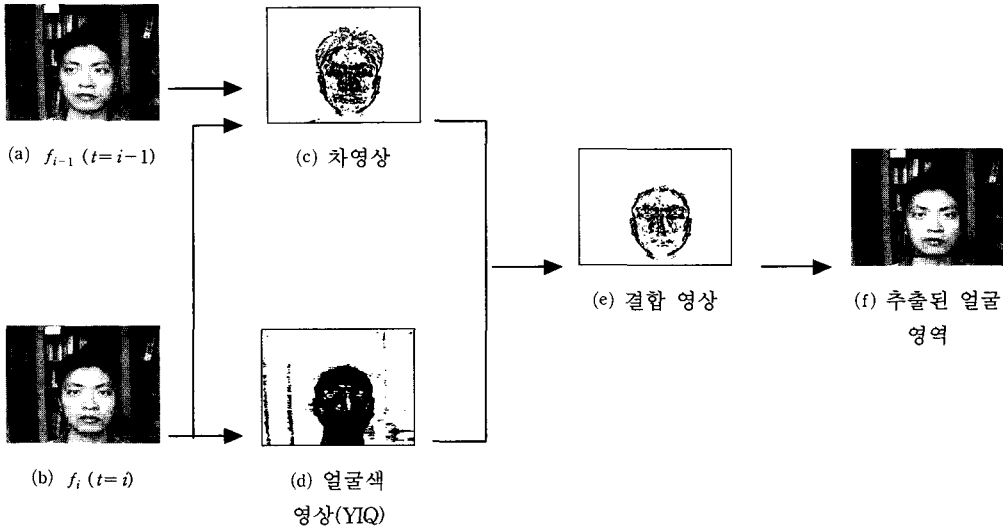 (a) f_{i-1} (t=i-1)
(c) 차영상
(e) 결합 영상
(f) 추출된 얼굴
영역
(b) f_i (t=i)
(d) 얼굴색
영상(YIQ)